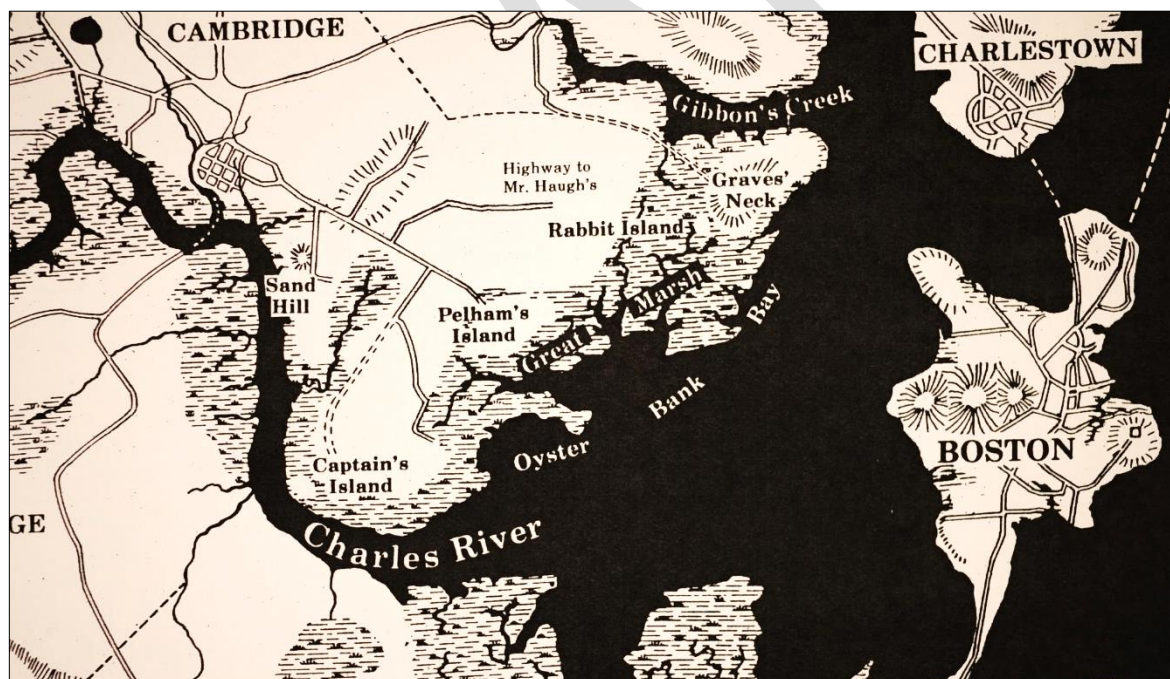 CAMBRIDGE
CHARLESTOWN
Gibbon's Creek
Highway to
Mr. Haugh's
Graves'
Neck
Rabbit Island
Sand
Hill
Pelham's
Island
Great Marsh
Oyster Bank Bay
BOSTON
Captain's
Island
GE
Charles River